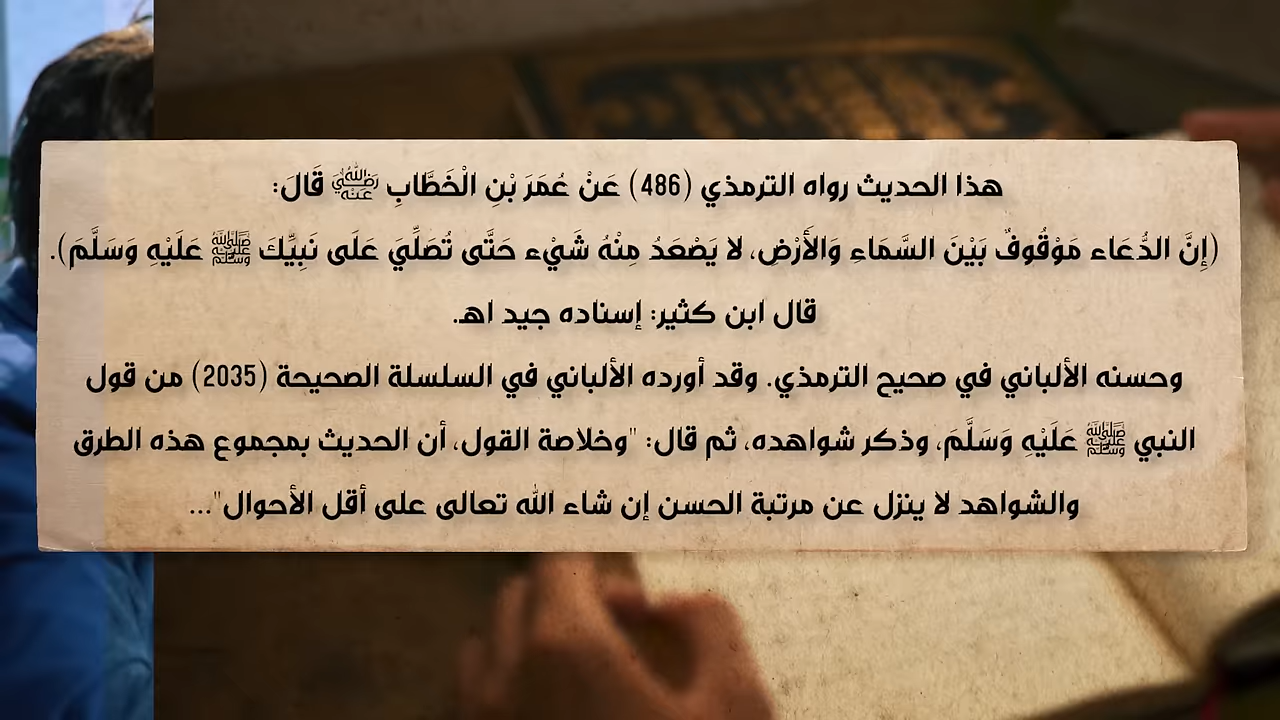 هذا الحديث رواه الترمذي (486) عَنْ عُمَرَ بْنِ الْخَطَّابِ رضي الله عنه قَالَ:
(إِنَّ الدُّعَاء مَوْقُوفٌ بَيْنَ السَّمَاءِ وَالأَرْضِ، لا يَصْعَدُ مِنْهُ شَيْء حَتَّى تُصَلِّيَ عَلَى نَبِيِّكَ ﷺ عَلَيْهِ وَسَلَّمَ).
قال ابن كثير: إسناده جيد اهـ.
وحسنه الألباني في صحيح الترمذي. وقد أورده الألباني في السلسلة الصحيحة (2035) من قول
النبي ﷺ عَلَيْهِ وَسَلَّمَ، وذكر شواهده، ثم قال: "وخلاصة القول، أن الحديث بمجموع هذه الطرق
والشواهد لا ينزل عن مرتبة الحسن إن شاء الله تعالى على أقل الأحوال"...